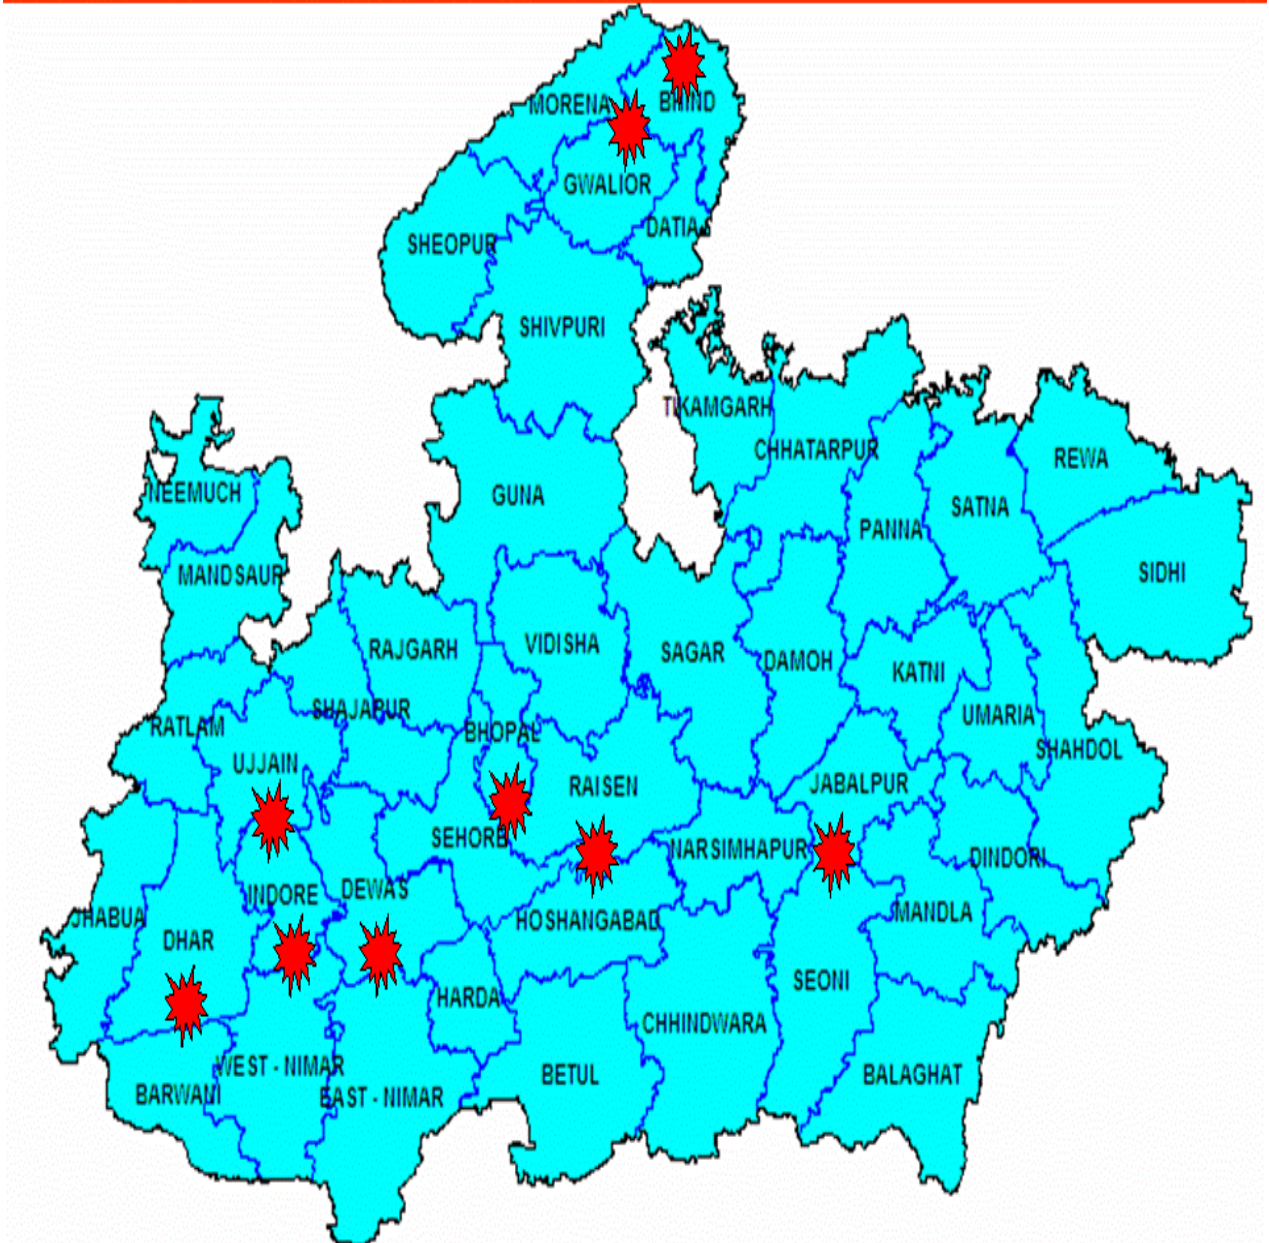 MORENA
BHIND
GWALIOR
DATIA
SHEOPUR
SHIVPURI
TIKAMGARH
CHHATARPUR
REWA
NEEMUCH
GUNA
SATNA
PANNA
MANDSAUR
SIDHI
RAJGARH
VIDISHA
SAGAR
DAMOH
KATNI
SHAJAPUR
UMARIA
RATLAM
BHOPAL
SHAHDOL
UJJAIN
RAISEN
JABALPUR
SEHORE
NARSIMHAPUR
DINDORI
INDORE
DEWAS
JHABUA
HOSHANGABAD
MANDLA
DHAR
SEONI
HARDA
CHHINDWARA
WEST - NIMAR
BETUL
BALAGHAT
BARWANI
EAST - NIMAR